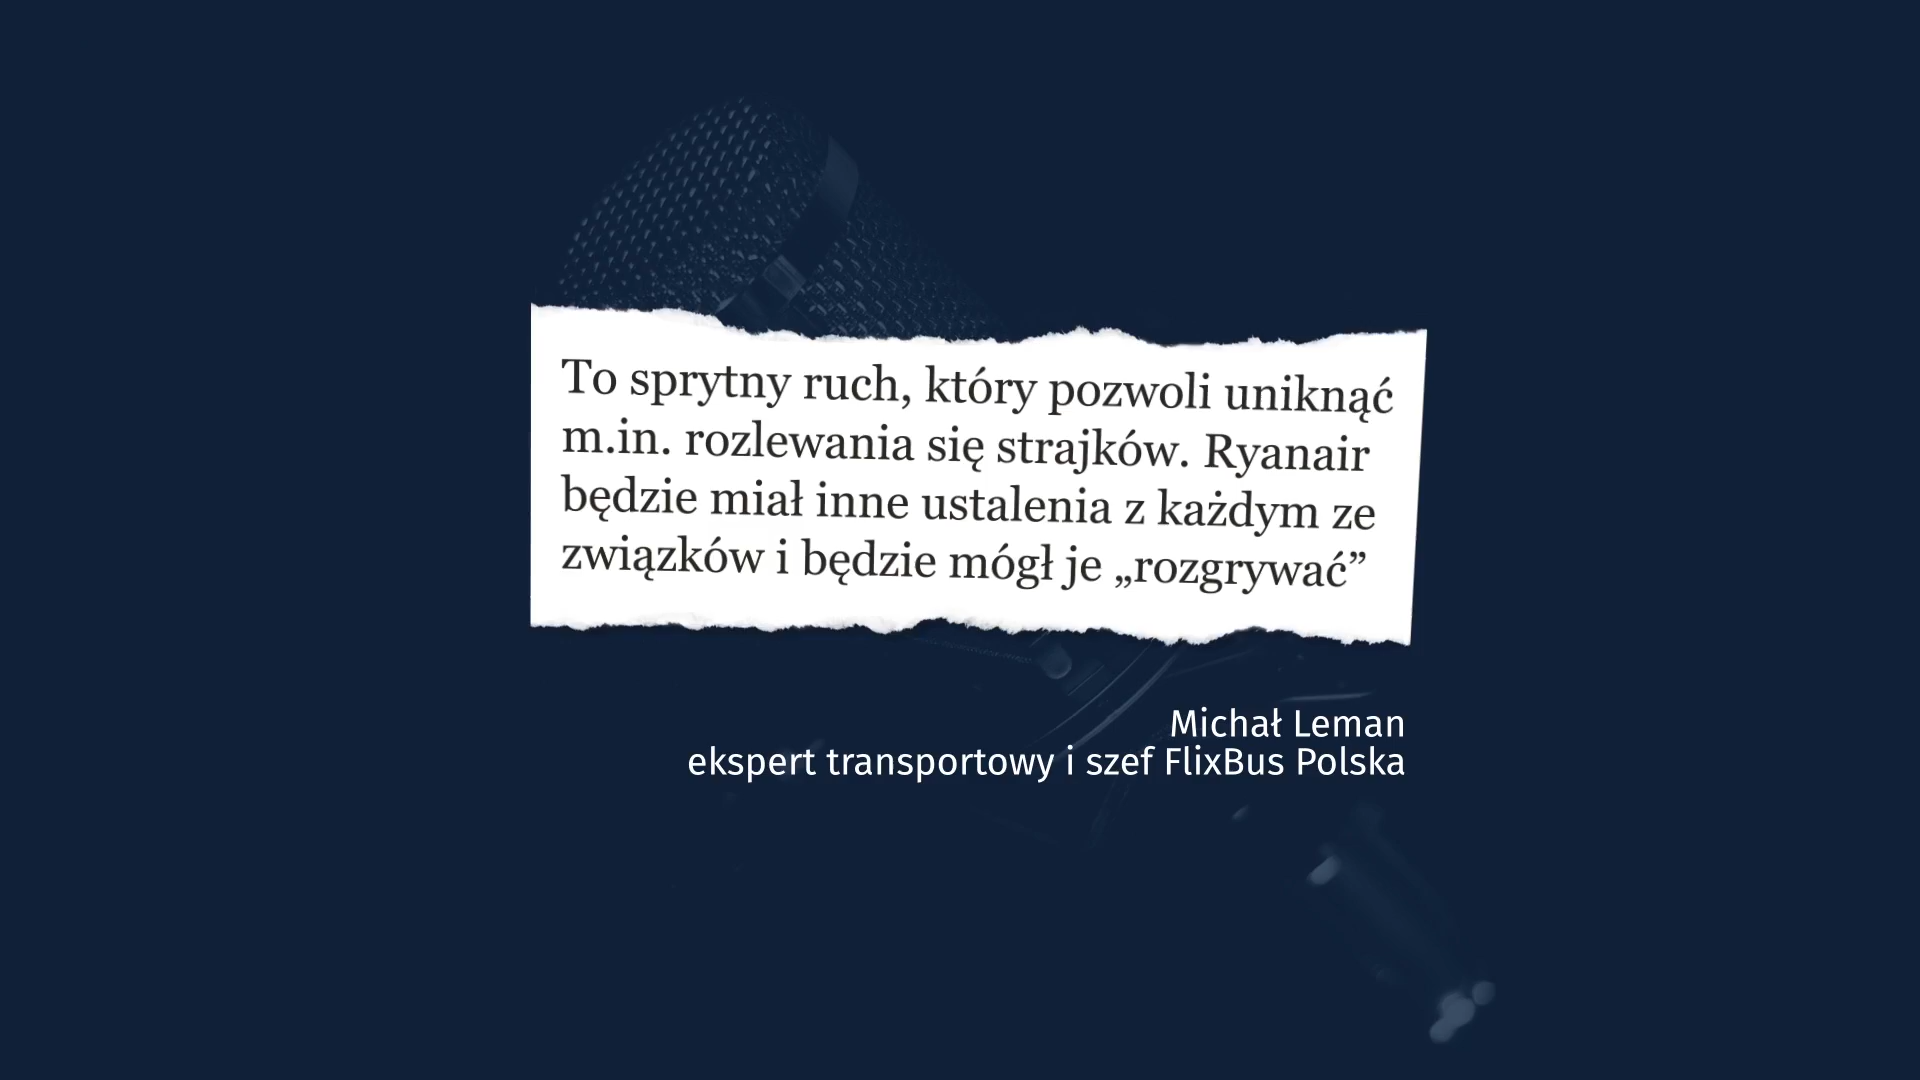 To sprytny ruch, który pozwoli uniknąć
m.in. rozlewania się strajków. Ryanair
będzie miał inne ustalenia z każdym ze
związków i będzie mógł je „rozgrywać”
Michał Leman
ekspert transportowy i szef FlixBus Polska